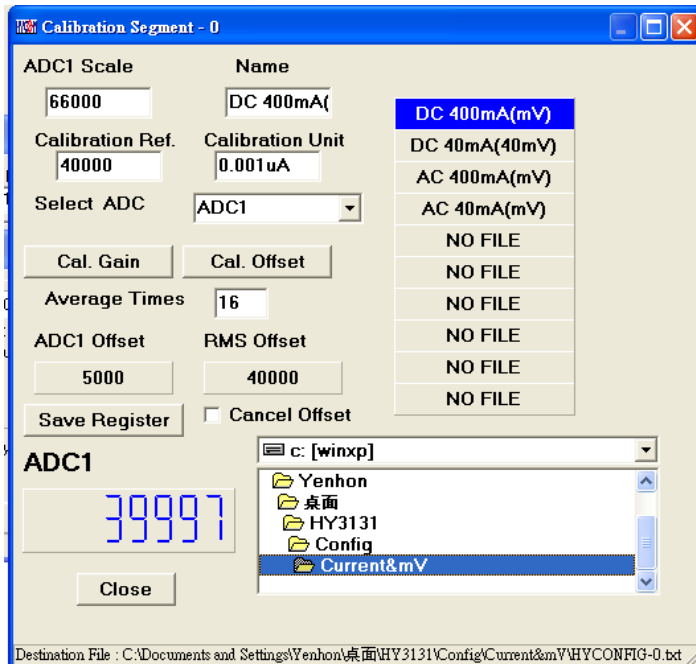 Calibration Segment - 0
ADC1 Scale
Name
66000
DC 400mA(
Calibration Ref.
Calibration Unit
40000
0.001uA
Select ADC
ADC1
Cal. Gain
Cal. Offset
Average Times
16
ADC1 Offset
RMS Offset
5000
40000
Save Register
Cancel Offset
ADC1
39997
Close
DC 400mA(mV)
DC 40mA(40mV)
AC 400mA(mV)
AC 40mA(mV)
NO FILE
NO FILE
NO FILE
NO FILE
NO FILE
NO FILE
c: [winxp]
Yenhon
桌面
HY3131
Config
Current&mV
Destination File : C:\Documents and Settings\Yenhon\桌面\HY3131\Config\Current&mV\HYCONFIG-0.txt